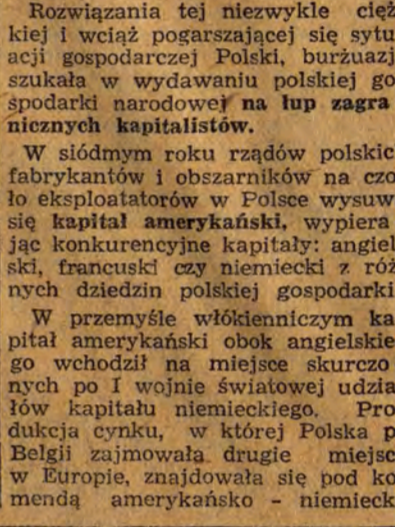 Rozwiązania tej niezwykle cięż
kiej i wciąż pogarszającej się sytu
acji gospodarczej Polski, burżuazj
szukała w wydawaniu polskiej go
spodarki narodowej na łup zagra
nicznych kapitalistów.
W siódmym roku rządów polskic
fabrykantów i obszarników na czo
ło eksploatatorów w Polsce wysuw
się kapitał amerykański, wypiera
jąc konkurencyjne kapitały: angiel
ski, francuski czy niemiecki z róż
nych dziedzin polskiej gospodarki
W przemyśle włókienniczym ka
pitał amerykański obok angielskie
go wchodził na miejsce skurczo
nych po I wojnie światowej udzia
łów kapitału niemieckiego. Pro
dukcja cynku, w której Polska p
Belgii zajmowała drugie miejsc
w Europie, znajdowała się pod ko
mendą amerykańsko - niemieck